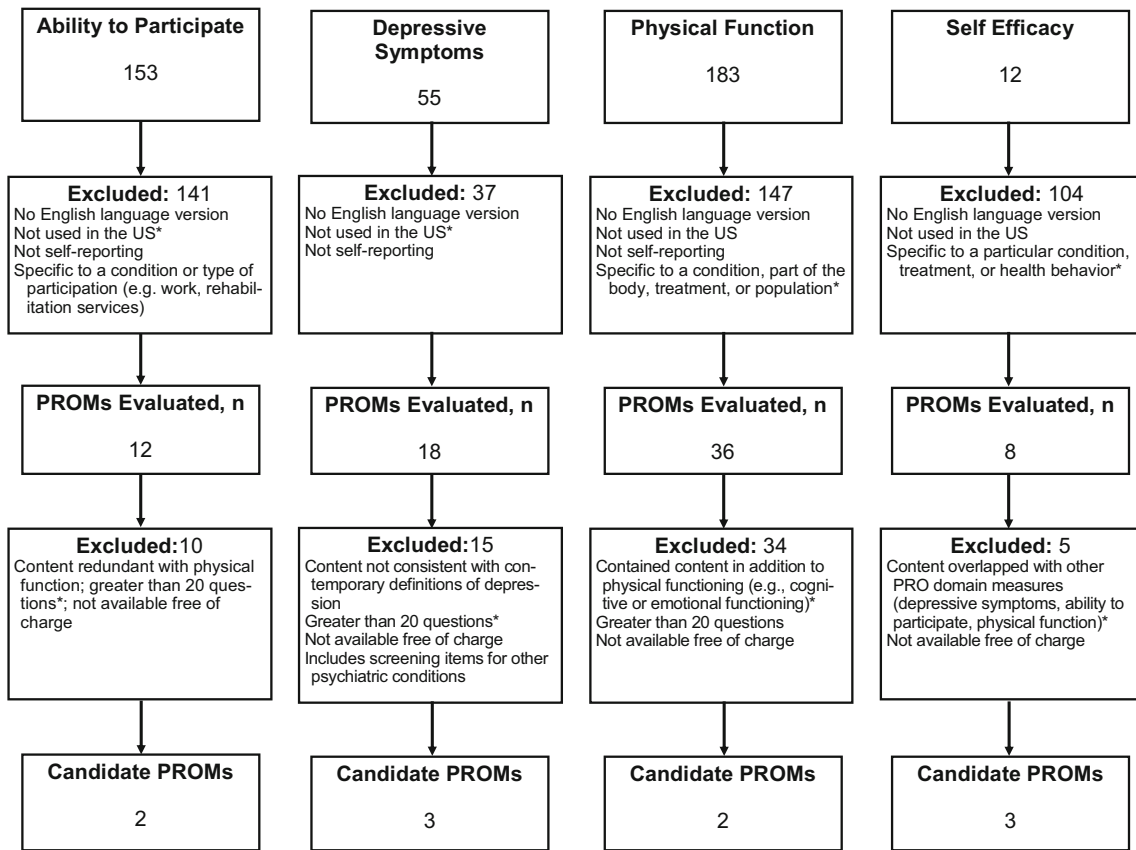 Ability to Participate
153
Excluded: 141
No English language version
Not used in the US*
Not self-reporting
Specific to a condition or type of
participation (e.g. work, rehabil-
itation services)
PROMs Evaluated, n
12
Excluded:10
Content redundant with physical
function; greater than 20 ques-
tions*; not available free of
charge
Candidate PROMs
2
Depressive
Symptoms
55
Excluded: 37
No English language version
Not used in the US*
Not self-reporting
PROMs Evaluated, n
18
Excluded:15
Content not consistent with con-
temporary definitions of depres-
sion
Greater than 20 questions*
Not available free of charge
Includes screening items for other
psychiatric conditions
Candidate PROMs
3
Physical Function
183
Excluded: 147
No English language version
Not used in the US
Not self-reporting
Specific to a condition, part of the
body, treatment, or population*
PROMs Evaluated, n
36
Excluded: 34
Contained content in addition to
physical functioning (e.g., cogni-
tive or emotional functioning)*
Greater than 20 questions
Not available free of charge
Candidate PROMs
2
Self Efficacy
12
Excluded: 104
No English language version
Not used in the US
Specific to a particular condition,
treatment, or health behavior*
PROMs Evaluated, n
8
Excluded: 5
Content overlapped with other
PRO domain measures
(depressive symptoms, ability to
participate, physical function)*
Not available free of charge
Candidate PROMs
3